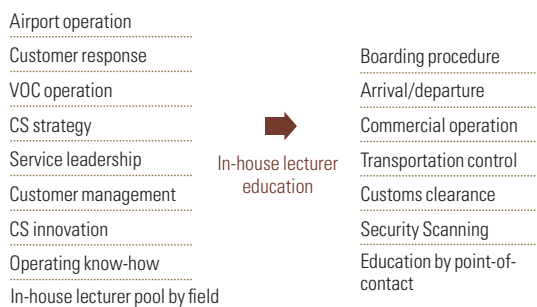 Airport operation
Customer response
VOC operation
CS strategy
Service leadership
Customer management
CS innovation
Operating know-how
In-house lecturer pool by field
In-house lecturer
education
Boarding procedure
Arrival/departure
Commercial operation
Transportation control
Customs clearance
Security Scanning
Education by point-of-
contact